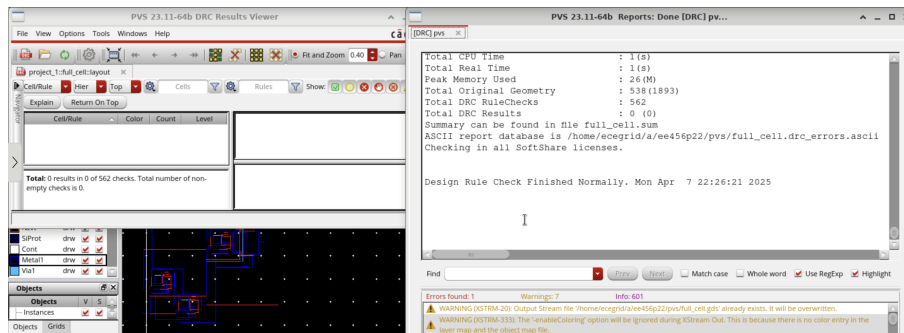 PVS 23.11-64b DRC Results Viewer
File View Options Tools Windows Help
cā
Fit and Zoom 0.40 Pan
project_1::full_cell:layout
Cell/Rule Hier Top Cells Rules Show:
Explain Return On Top
Navigator
Cell/Rule Color Count Level
Total: 0 results in 0 of 562 checks. Total number of non-
empty checks is 0.
SiProt drw
Cont drw
Metal1 drw
Via1 drw
Objects
Objects V S
Instances
Objects Grids
PVS 23.11-64b Reports: Done [DRC] pv...
[DRC] pvs
Total CPU Time : 1(s)
Total Real Time : 1(s)
Peak Memory Used : 26(M)
Total Original Geometry : 538(1893)
Total DRC RuleChecks : 562
Total DRC Results : 0 (0)
Summary can be found in file full_cell.sum
ASCII report database is /home/ecegrid/a/ee456p22/pvs/full_cell.drc_errors.ascii
Checking in all SoftShare licenses.
Design Rule Check Finished Normally. Mon Apr 7 22:26:21 2025
Find Prev Next Match case Whole word Use RegExp Highlight
Errors found: 1 Warnings: 7 Info: 601
WARNING (XSTRM-20): Output Stream file '/home/ecegrid/a/ee456p22/pvs/full_cell.gds' already exists. It will be overwritten.
WARNING (XSTRM-333): The '-enableColoring' option will be ignored during XStream Out. This is because there is no color entry in the
layer map and the object map file.